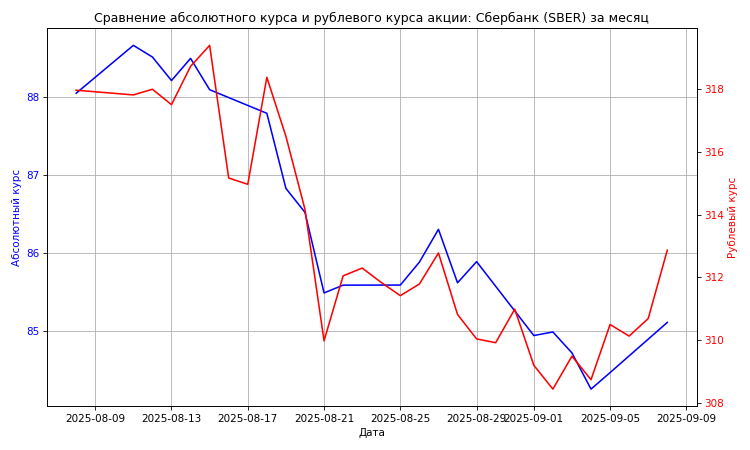 Сравнение абсолютного курса и рублевого курса акции: Сбербанк (SBER) за месяц
Абсолютный курс
88
87
86
85
318
316
314
312
310
308
Рублевый курс
2025-08-09 2025-08-13 2025-08-17 2025-08-21 2025-08-25 2025-08-29 2025-09-01 2025-09-05 2025-09-09
Дата